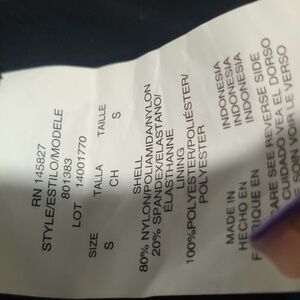 RN 145827
STYLE/ESTILO/MODELE
801383
LOT 14001770
SIZE TALLA TAILLE
S CH S
SHELL
80% NYLON/POLIAMIDA/NYLON
20% SPANDEX/ELASTANO/
ELASTHANNE
LINING
100%POLYESTER/POLIÉSTER/
POLYESTER
MADE IN INDONESIA
HECHO EN INDONESIA
EN INDONESIA
CARE SEE REVERSE SIDE
CUIDADO VEA EL DORSO
SOIN VOIR LE VERSO